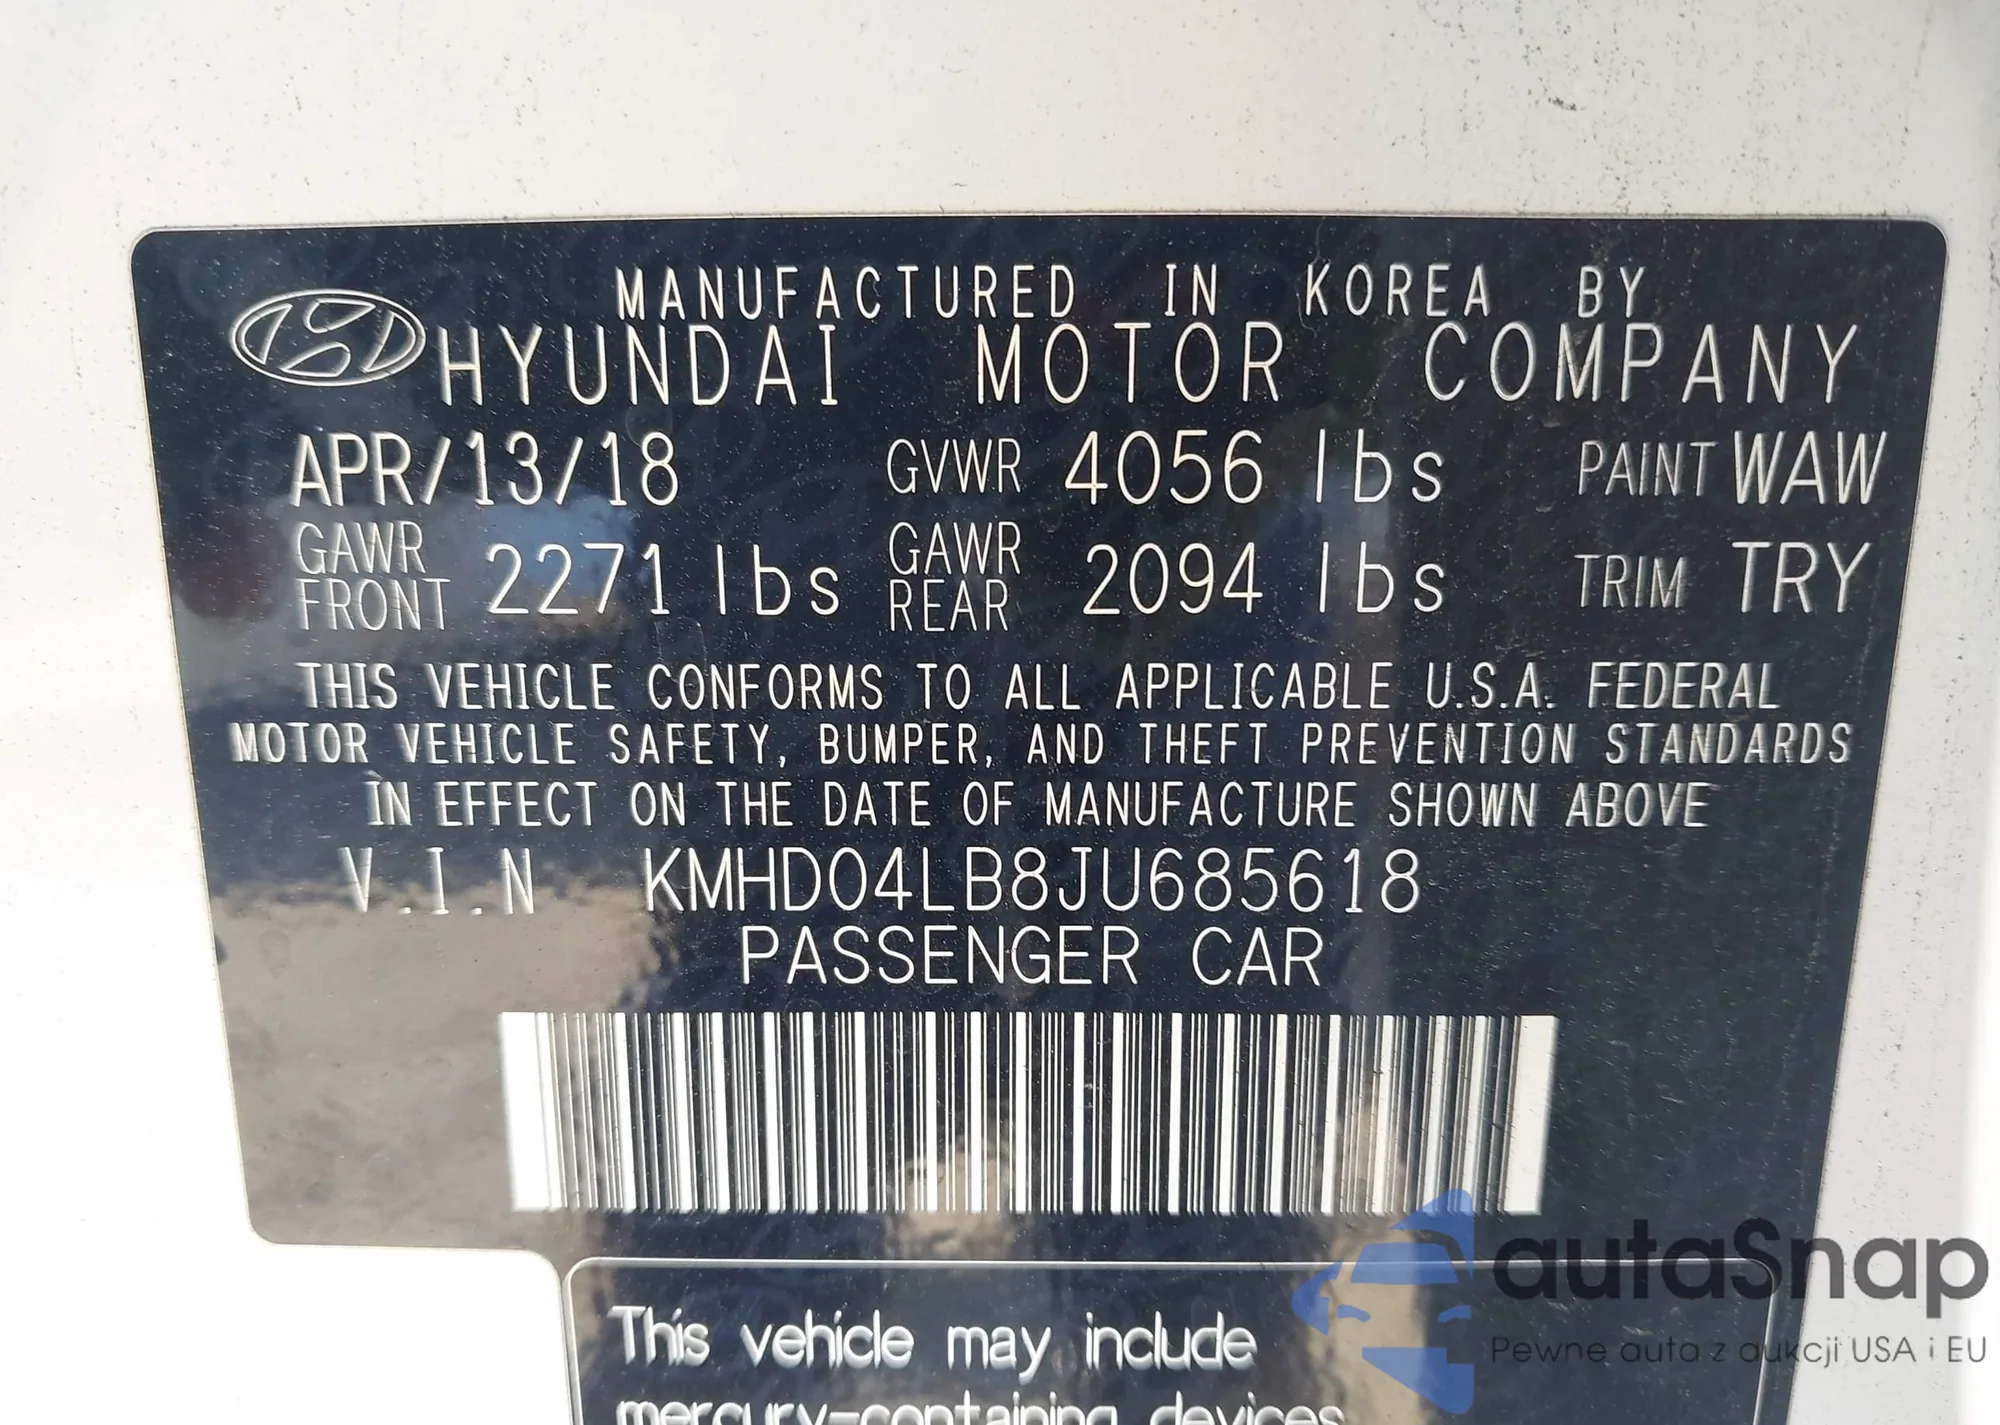 MANUFACTURED IN KOREA BY
HYUNDAI MOTOR COMPANY
APR/13/18 GVWR 4056 lbs PAINT WAW
GAWR FRONT 2271 lbs GAWR REAR 2094 lbs TRIM TRY
THIS VEHICLE CONFORMS TO ALL APPLICABLE U.S.A. FEDERAL
MOTOR VEHICLE SAFETY, BUMPER, AND THEFT PREVENTION STANDARDS
IN EFFECT ON THE DATE OF MANUFACTURE SHOWN ABOVE
V.I.N KMHD04LB8JU685618
PASSENGER CAR
This vehicle may include
mercury-containing devices
autaSnap
Pewne auta z aukcji USA i EU